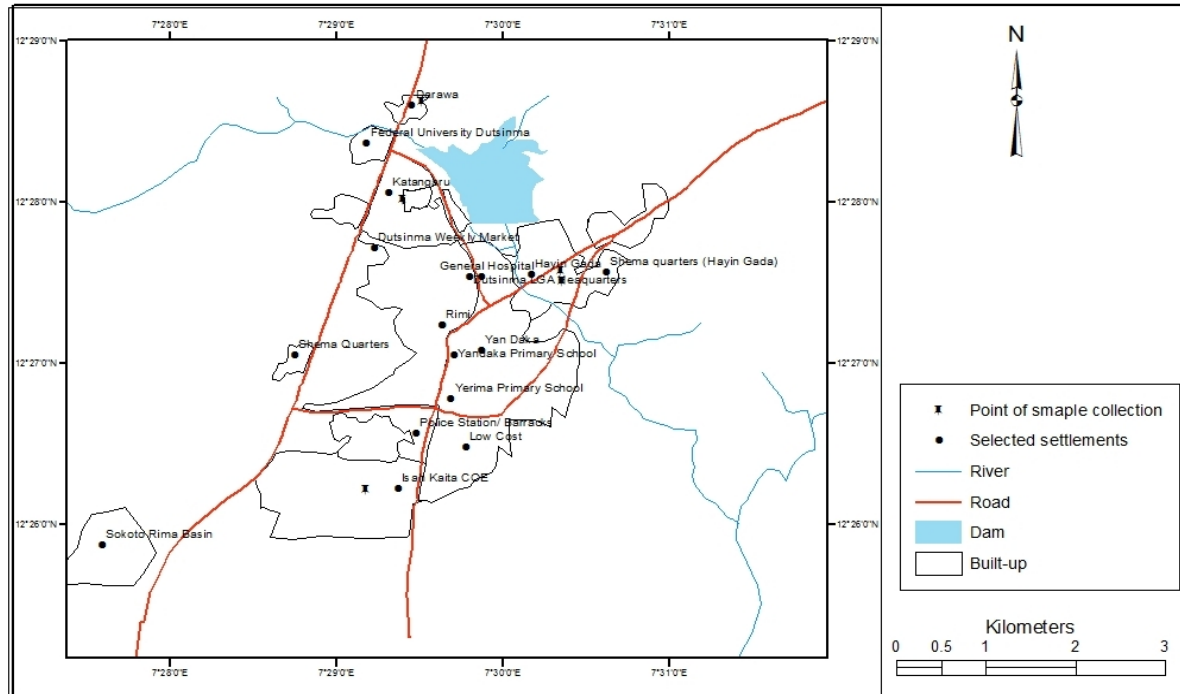 7°28'0"E 7°29'0"E 7°30'0"E 7°31'0"E
12°29'0"N 12°29'0"N
N
Darawa
Federal University Dutsinma
Katangaru
12°28'0"N 12°28'0"N
Dutsinma Weekly Market
General Hospital Hayin Gada Shema quarters (Hayin Gada)
Dutsinma LGA Headquarters
Rimi
Yan Daka
Shema Quarters Yandaka Primary School
12°27'0"N 12°27'0"N
Yerima Primary School
Police Station/ Barracks
Low Cost
Isah Kaita COE
12°26'0"N 12°26'0"N
Sokoto Rima Basin
7°28'0"E 7°29'0"E 7°30'0"E 7°31'0"E
Point of smaple collection
Selected settlements
River
Road
Dam
Built-up
Kilometers
0 0.5 1 2 3